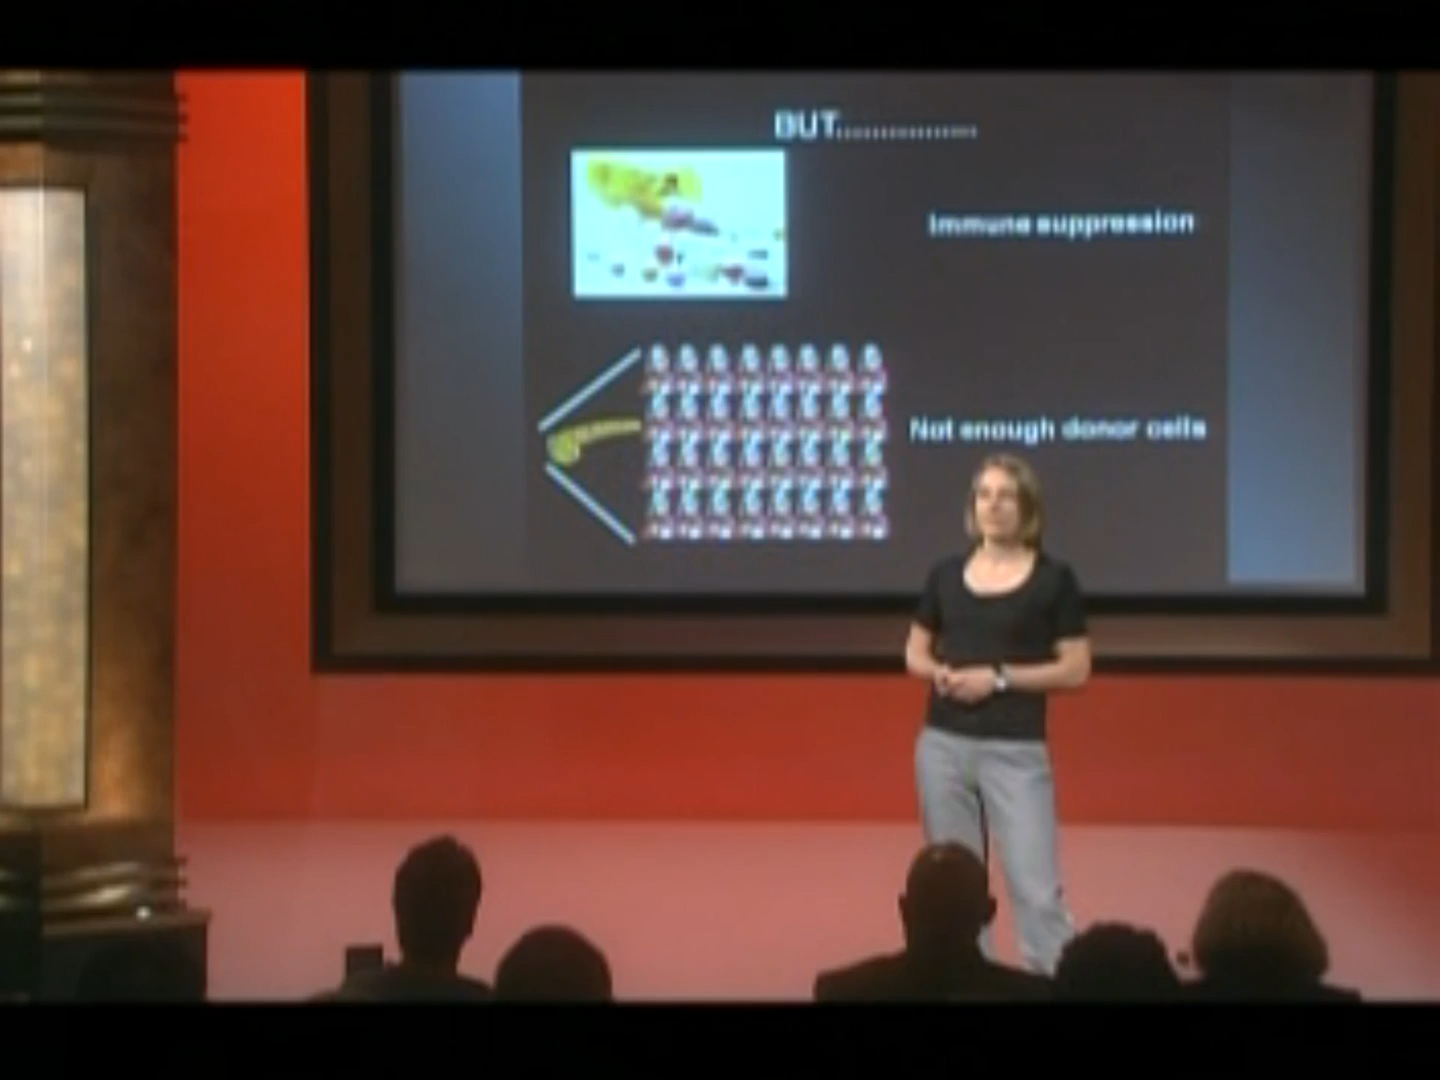 BUT................
Immune suppression
Not enough donor cells